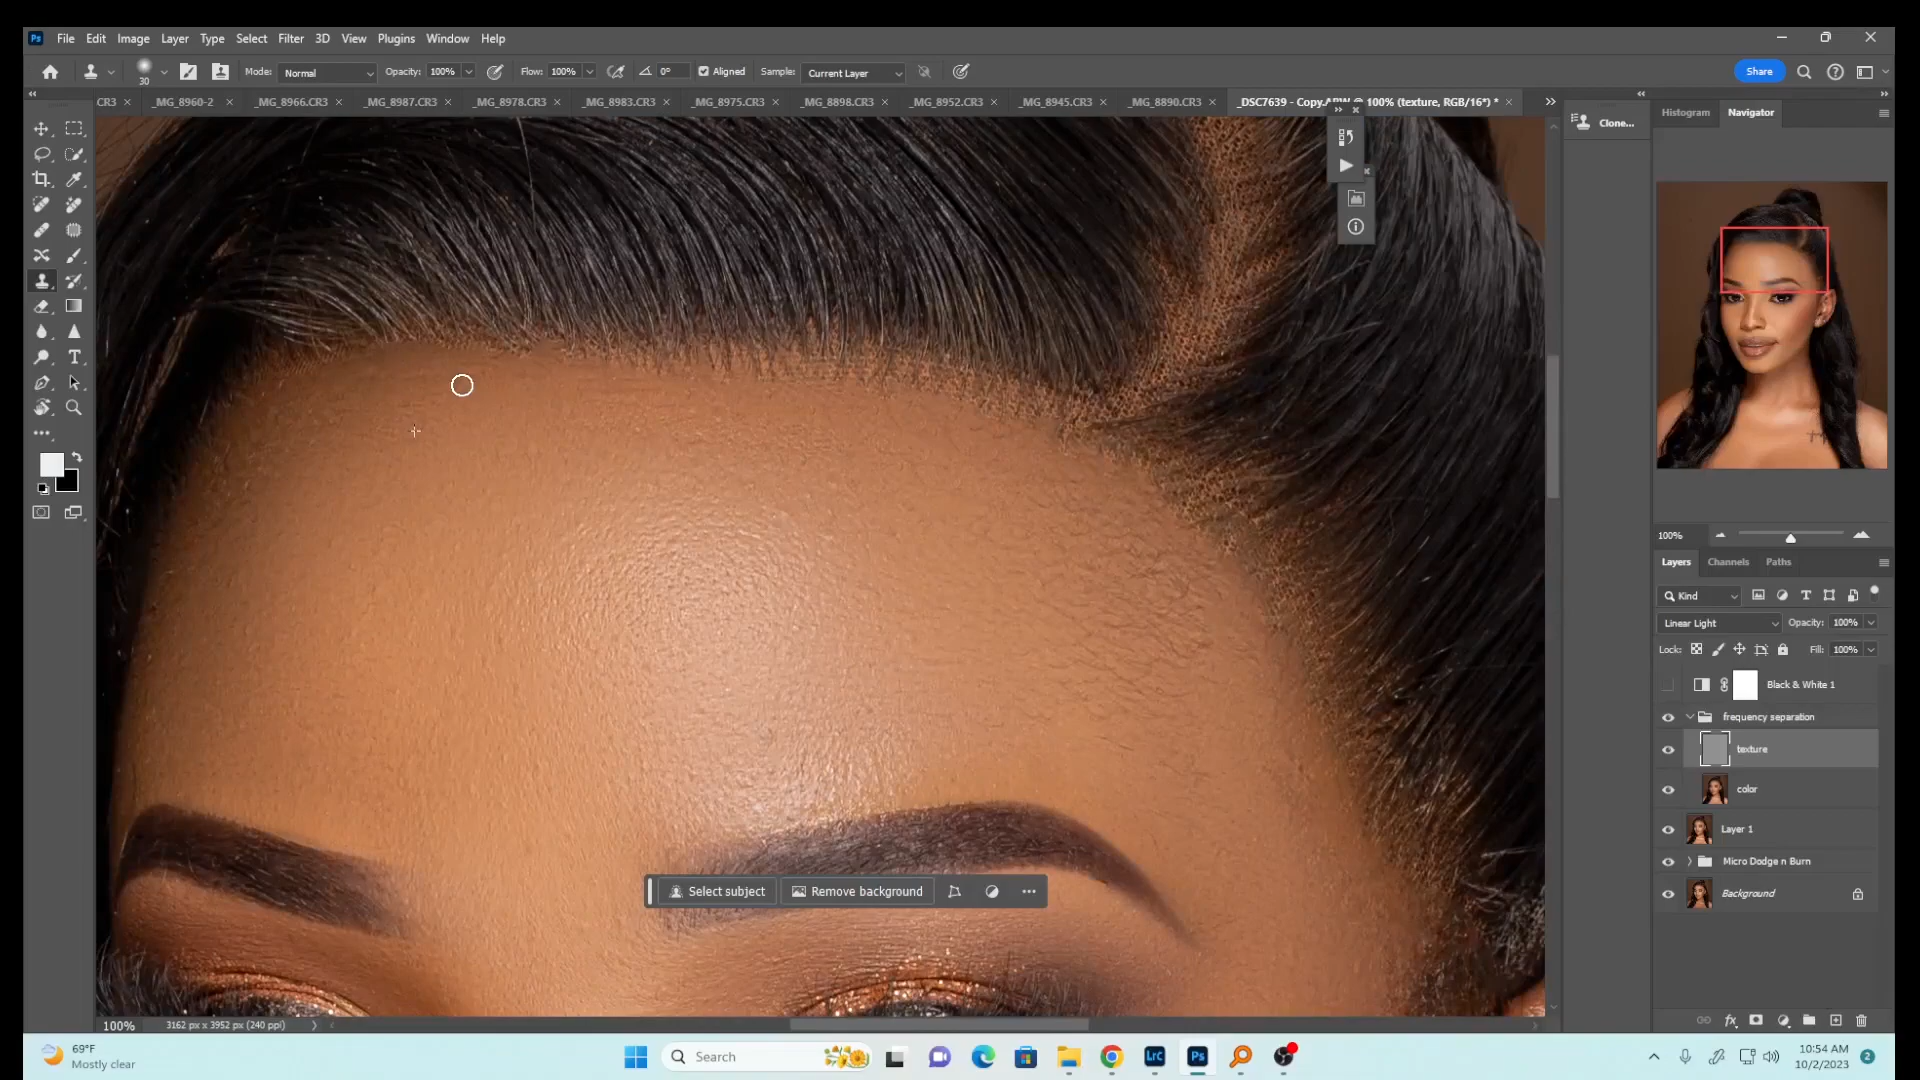 Ps File Edit Image Layer Type Select Filter 3D View Plugins Window Help
30 Mode: Normal Opacity: 100% Flow: 100% 0° Aligned Sample: Current Layer Share
CR3 × _MG_8960-2 × _MG_8966.CR3 × _MG_8987.CR3 × _MG_8978.CR3 × _MG_8983.CR3 × _MG_8975.CR3 × _MG_8898.CR3 × _MG_8952.CR3 × _MG_8945.CR3 × _MG_8890.CR3 × _DSC7639 - Copy.ARW @ 100% (texture, RGB/16*) * ×
Histogram Navigator
Clone...
100%
Layers Channels Paths
Kind
Linear Light Opacity: 100%
Lock: Fill: 100%
Black & White 1
frequency separation
texture
color
Layer 1
Micro Dodge n Burn
Background
Select subject Remove background
100% 3162 px x 3952 px (240 ppi)
69°F
Mostly clear
Search
LrC
Ps
10:54 AM
10/2/2023
2